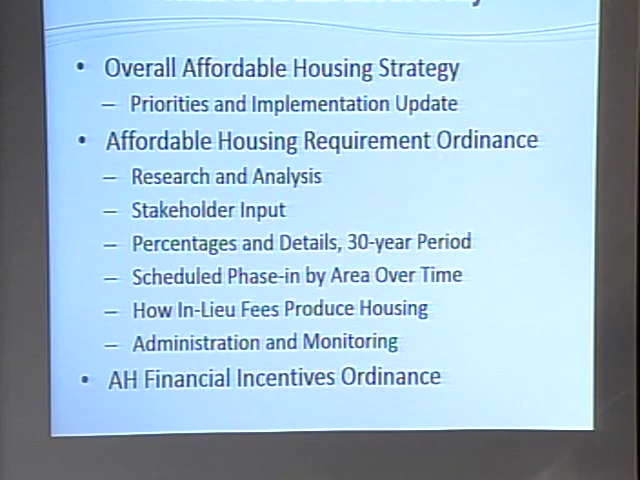 • Overall Affordable Housing Strategy
– Priorities and Implementation Update
• Affordable Housing Requirement Ordinance
– Research and Analysis
– Stakeholder Input
– Percentages and Details, 30-year Period
– Scheduled Phase-in by Area Over Time
– How In-Lieu Fees Produce Housing
– Administration and Monitoring
• AH Financial Incentives Ordinance